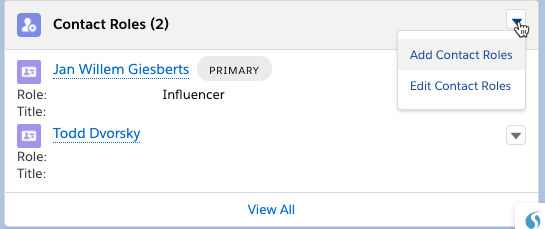 Contact Roles (2)
Add Contact Roles
Edit Contact Roles
Jan Willem Giesberts PRIMARY
Role: Influencer
Title:
Todd Dvorsky
Role:
Title:
View All